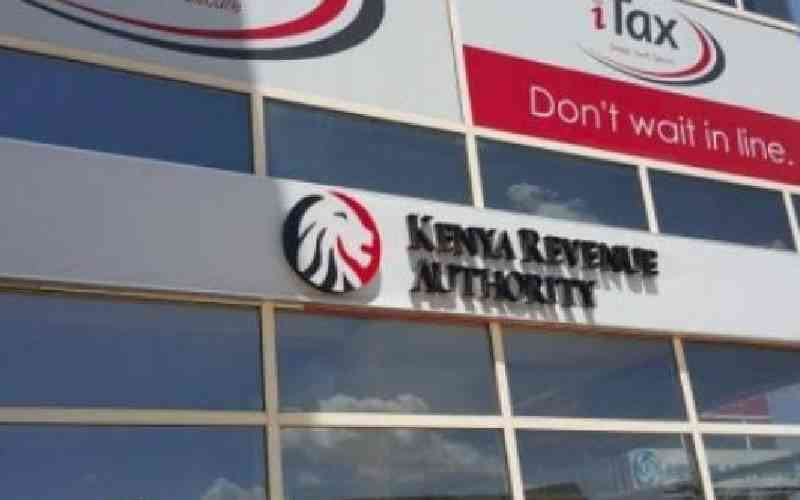 iTax
Don't wait in line.
KENYA REVENUE
AUTHORITY